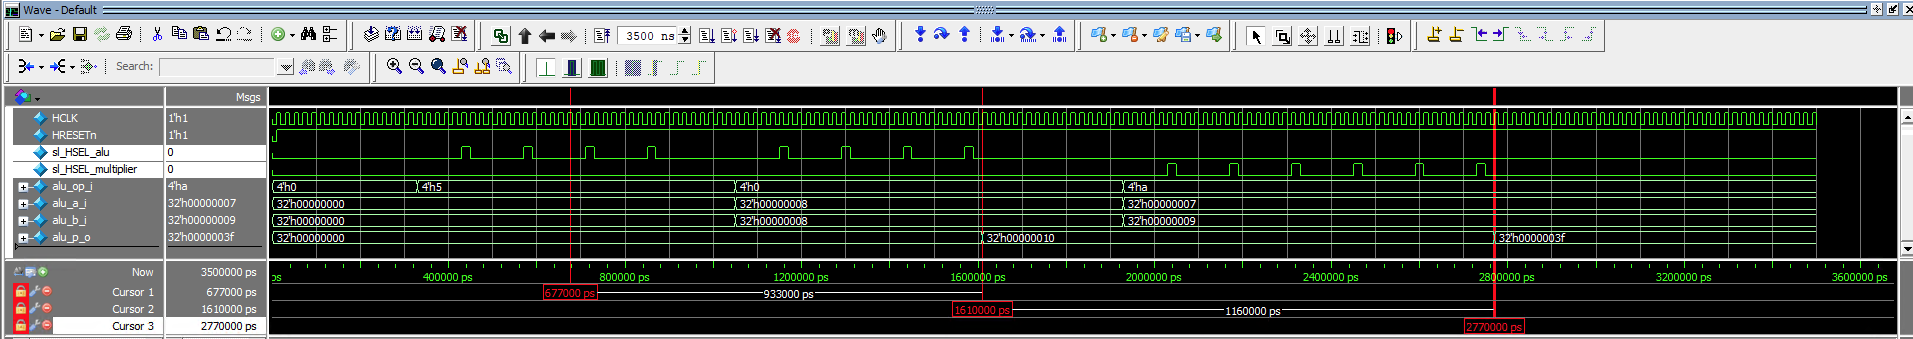 Wave - Default
3500 ns
Search:
Msgs
HCLK 1'h1
HRESETn 1'h1
sl_HSEL_alu 0
sl_HSEL_multiplier 0
alu_op_i 4'ha 4'h0 4'h5 4'h0 4'ha
alu_a_i 32'h00000007 32'h00000000 32'h00000008 32'h00000007
alu_b_i 32'h00000009 32'h00000000 32'h00000008 32'h00000009
alu_p_o 32'h0000003f 32'h00000000 32'h00000010 32'h0000003f
Now 3500000 ps ps 400000 ps 800000 ps 1200000 ps 1600000 ps 2000000 ps 2400000 ps 2800000 ps 3200000 ps 3600000 ps
Cursor 1 677000 ps 677000 ps 933000 ps
Cursor 2 1610000 ps 1610000 ps 1160000 ps
Cursor 3 2770000 ps 2770000 ps